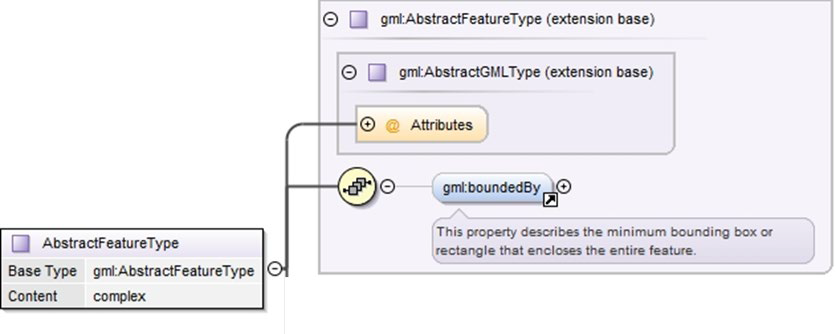 gml:AbstractFeatureType (extension base)
gml:AbstractGMLType (extension base)
@ Attributes
gml:boundedBy
This property describes the minimum bounding box or
rectangle that encloses the entire feature.
AbstractFeatureType
Base Type gml:AbstractFeatureType
Content complex